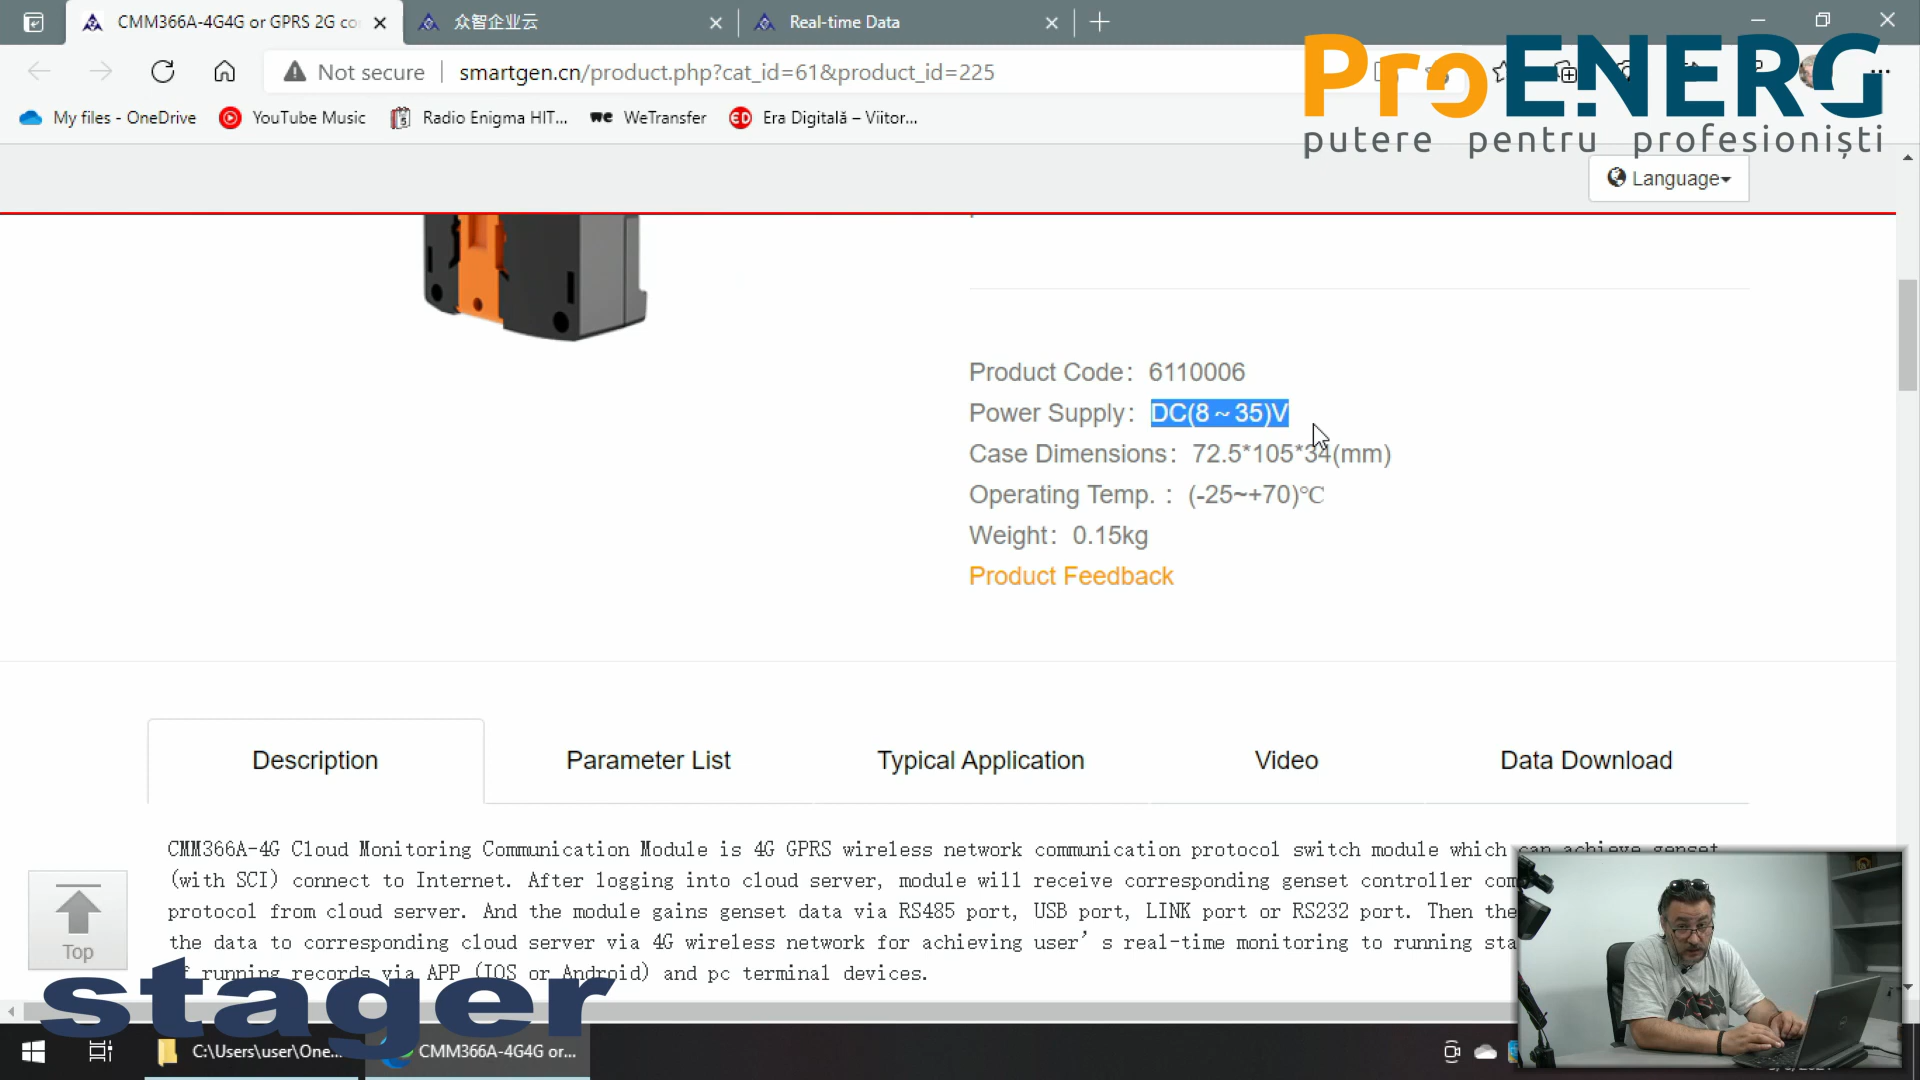 CMM366A-4G4G or GPRS 2G co
众智企业云
Real-time Data
Not secure
smartgen.cn/product.php?cat_id=61&product_id=225
My files - OneDrive
YouTube Music
Radio Enigma HIT...
WeTransfer
Era Digitală – Viitor...
ProENERG
putere pentru profesioniști
Language
Product Code: 6110006
Power Supply: DC(8～35)V
Case Dimensions: 72.5*105*34(mm)
Operating Temp. : (-25~+70)℃
Weight: 0.15kg
Product Feedback
Description
Parameter List
Typical Application
Video
Data Download
CMM366A-4G Cloud Monitoring Communication Module is 4G GPRS wireless network communication protocol switch module which can achieve genset
(with SCI) connect to Internet. After logging into cloud server, module will receive corresponding genset controller com
protocol from cloud server. And the module gains genset data via RS485 port, USB port, LINK port or RS232 port. Then the
the data to corresponding cloud server via 4G wireless network for achieving user's real-time monitoring to running sta
running records via APP (IOS or Android) and pc terminal devices.
Top
stager
C:\Users\user\One...
CMM366A-4G4G or...